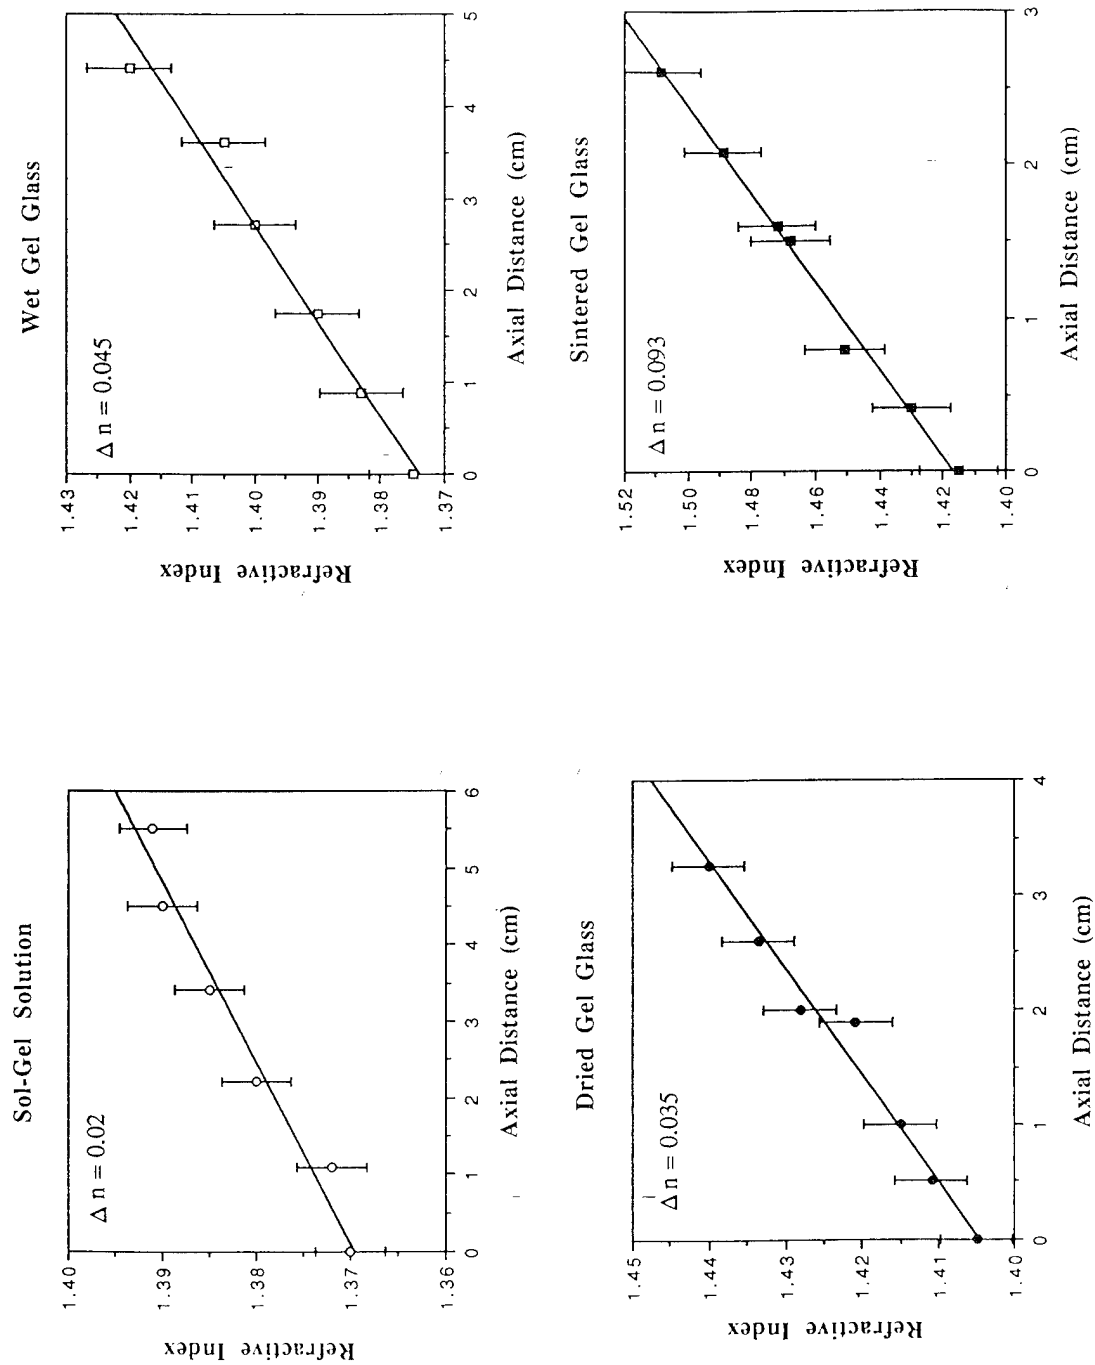 Sol-Gel Solution
Δ n = 0.02
1.40
1.39
1.38
1.37
1.36
Refractive Index
0 1 2 3 4 5 6
Axial Distance (cm)
Wet Gel Glass
Δ n = 0.045
1.43
1.42
1.41
1.40
1.39
1.38
1.37
Refractive Index
0 1 2 3 4 5
Axial Distance (cm)
Dried Gel Glass
Δ n = 0.035
1.45
1.44
1.43
1.42
1.41
1.40
Refractive Index
0 1 2 3 4
Axial Distance (cm)
Sintered Gel Glass
Δ n = 0.093
1.52
1.50
1.48
1.46
1.44
1.42
1.40
Refractive Index
0 1 2 3
Axial Distance (cm)